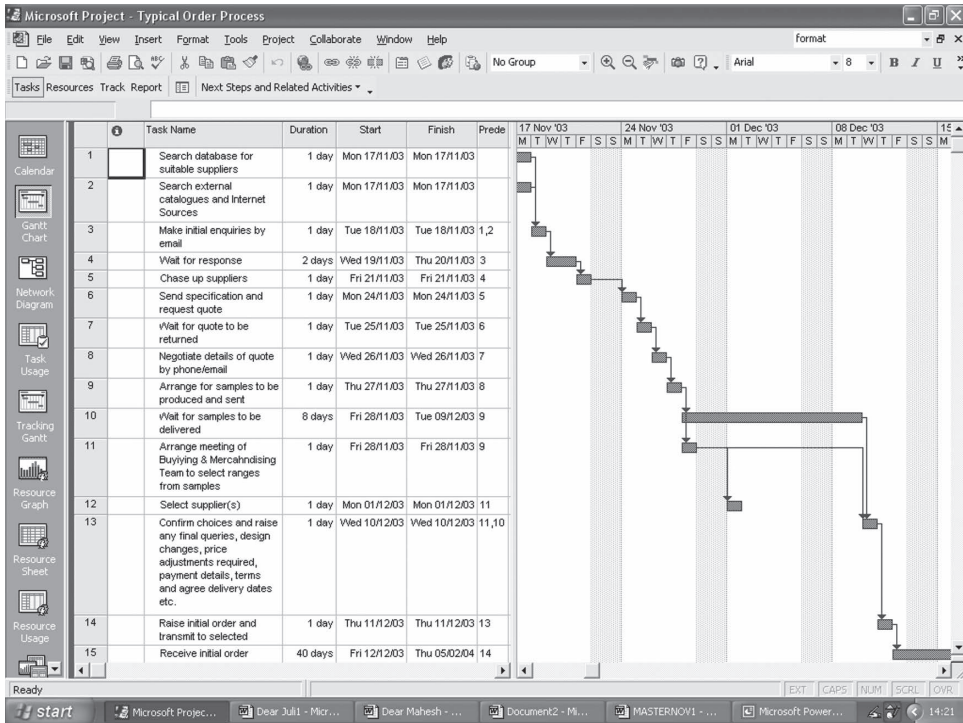 Microsoft Project - Typical Order Process
File Edit View Insert Format Tools Project Collaborate Window Help format
No Group Arial 8 B I U
Tasks Resources Track Report Next Steps and Related Activities
Calendar
Gantt Chart
Network Diagram
Task Usage
Tracking Gantt
Resource Graph
Resource Sheet
Resource Usage
Task Name Duration Start Finish Prede 17 Nov '03 24 Nov '03 01 Dec '03 08 Dec '03 15
M T W T F S S M T W T F S S M T W T F S S M T W T F S S M
1 Search database for 1 day Mon 17/11/03 Mon 17/11/03
suitable suppliers
2 Search external 1 day Mon 17/11/03 Mon 17/11/03
catalogues and Internet
Sources
3 Make initial enquiries by 1 day Tue 18/11/03 Tue 18/11/03 1,2
email
4 Wait for response 2 days Wed 19/11/03 Thu 20/11/03 3
5 Chase up suppliers 1 day Fri 21/11/03 Fri 21/11/03 4
6 Send specification and 1 day Mon 24/11/03 Mon 24/11/03 5
request quote
7 Wait for quote to be 1 day Tue 25/11/03 Tue 25/11/03 6
returned
8 Negotiate details of quote 1 day Wed 26/11/03 Wed 26/11/03 7
by phone/email
9 Arrange for samples to be 1 day Thu 27/11/03 Thu 27/11/03 8
produced and sent
10 Wait for samples to be 8 days Fri 28/11/03 Tue 09/12/03 9
delivered
11 Arrange meeting of 1 day Fri 28/11/03 Fri 28/11/03 9
Buyiying & Mercahndising
Team to select ranges
from samples
12 Select supplier(s) 1 day Mon 01/12/03 Mon 01/12/03 11
13 Confirm choices and raise 1 day Wed 10/12/03 Wed 10/12/03 11,10
any final queries, design
changes, price
adjustments required,
payment details, terms
and agree delivery dates
etc.
14 Raise initial order and 1 day Thu 11/12/03 Thu 11/12/03 13
transmit to selected
15 Receive initial order 40 days Fri 12/12/03 Thu 05/02/04 14
Ready EXT CAPS NUM SCRL OVR
start Microsoft Projec... Dear Juli1 - Micr... Dear Mahesh - ... Document2 - Mi... MASTERNOV1 - ... Microsoft Power... 14:21